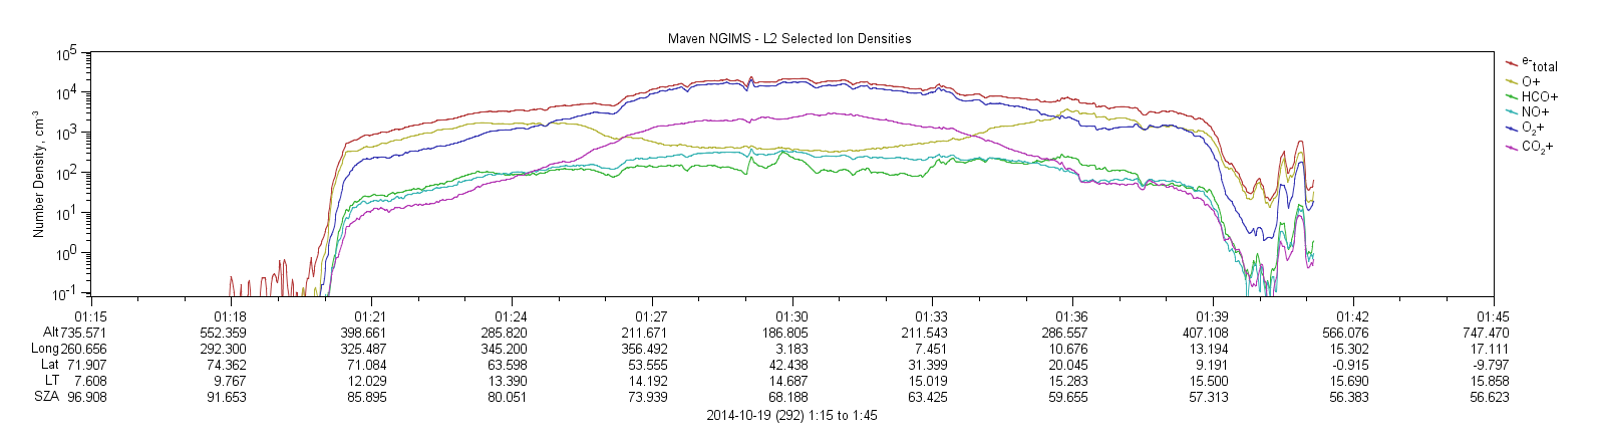 Maven NGIMS - L2 Selected Ion Densities
Number Density, cm-3
10^5
10^4
10^3
10^2
10^1
10^0
10^-1
e-total
O+
HCO+
NO+
O2+
CO2+
01:15 01:18 01:21 01:24 01:27 01:30 01:33 01:36 01:39 01:42 01:45
Alt 735.571 552.359 398.661 285.820 211.671 186.805 211.543 286.557 407.108 566.076 747.470
Long 260.656 292.300 325.487 345.200 356.492 3.183 7.451 10.676 13.194 15.302 17.111
Lat 71.907 74.362 71.084 63.598 53.555 42.438 31.399 20.045 9.191 -0.915 -9.797
LT 7.608 9.767 12.029 13.390 14.192 14.687 15.019 15.283 15.500 15.690 15.858
SZA 96.908 91.653 85.895 80.051 73.939 68.188 63.425 59.655 57.313 56.383 56.623
2014-10-19 (292) 1:15 to 1:45